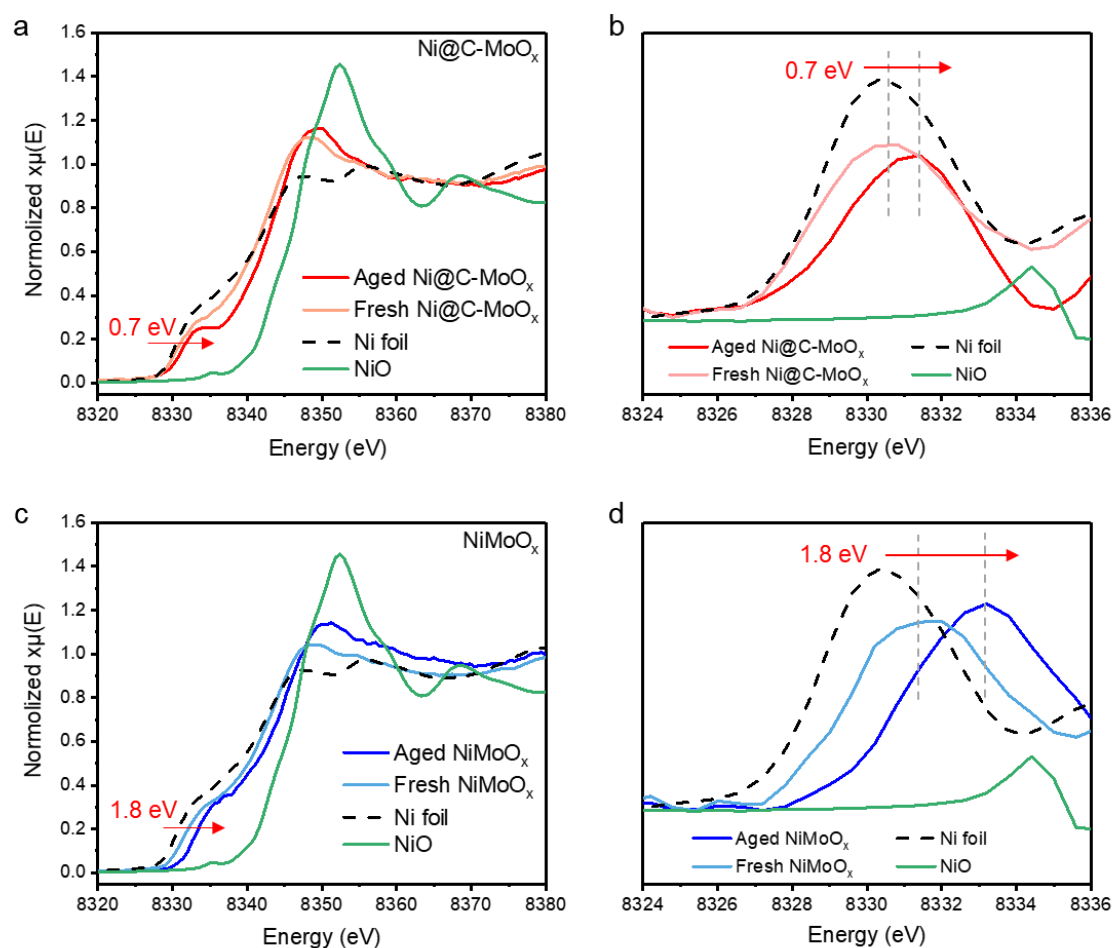 a
Ni@C-MoOₓ
Normalized xμ(E)
1.6
1.4
1.2
1.0
0.8
0.6
0.4
0.2
0.0
0.7 eV
Aged Ni@C-MoOₓ
Fresh Ni@C-MoOₓ
Ni foil
NiO
8320 8330 8340 8350 8360 8370 8380
Energy (eV)
b
0.7 eV
Aged Ni@C-MoOₓ
Fresh Ni@C-MoOₓ
Ni foil
NiO
8324 8326 8328 8330 8332 8334 8336
Energy (eV)
c
NiMoOₓ
Normalized xμ(E)
1.6
1.4
1.2
1.0
0.8
0.6
0.4
0.2
0.0
1.8 eV
Aged NiMoOₓ
Fresh NiMoOₓ
Ni foil
NiO
8320 8330 8340 8350 8360 8370 8380
Energy (eV)
d
1.8 eV
Aged NiMoOₓ
Fresh NiMoOₓ
Ni foil
NiO
8324 8326 8328 8330 8332 8334 8336
Energy (eV)